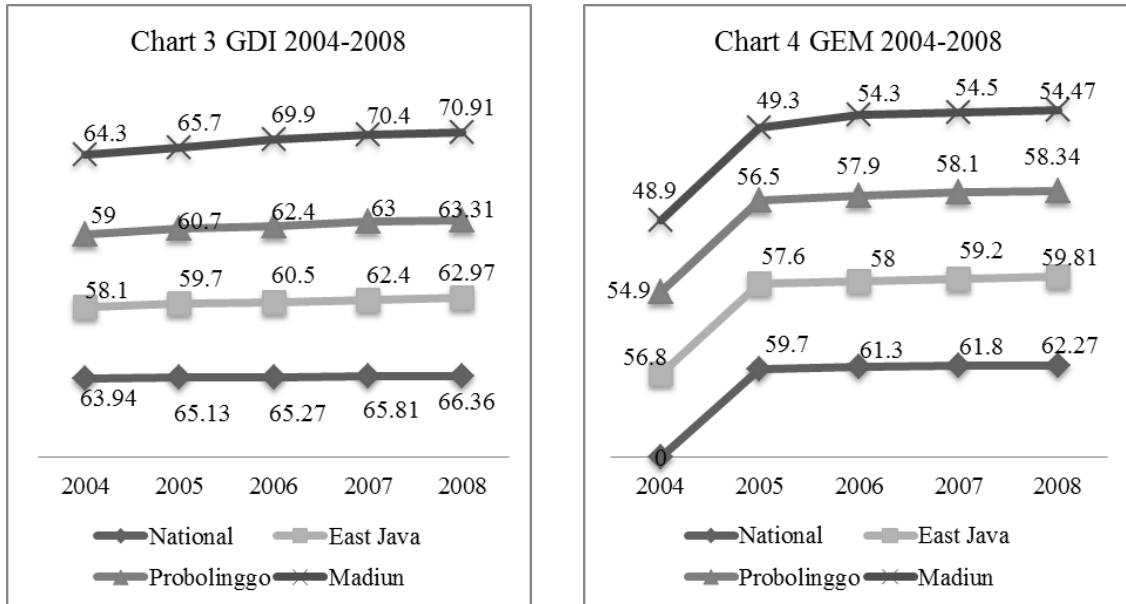 Chart 3 GDI 2004-2008
64.3 65.7 69.9 70.4 70.91
59 60.7 62.4 63 63.31
58.1 59.7 60.5 62.4 62.97
63.94 65.13 65.27 65.81 66.36
2004 2005 2006 2007 2008
National East Java
Probolinggo Madiun
Chart 4 GEM 2004-2008
48.9 49.3 54.3 54.5 54.47
54.9 56.5 57.9 58.1 58.34
56.8 57.6 58 59.2 59.81
0 59.7 61.3 61.8 62.27
2004 2005 2006 2007 2008
National East Java
Probolinggo Madiun